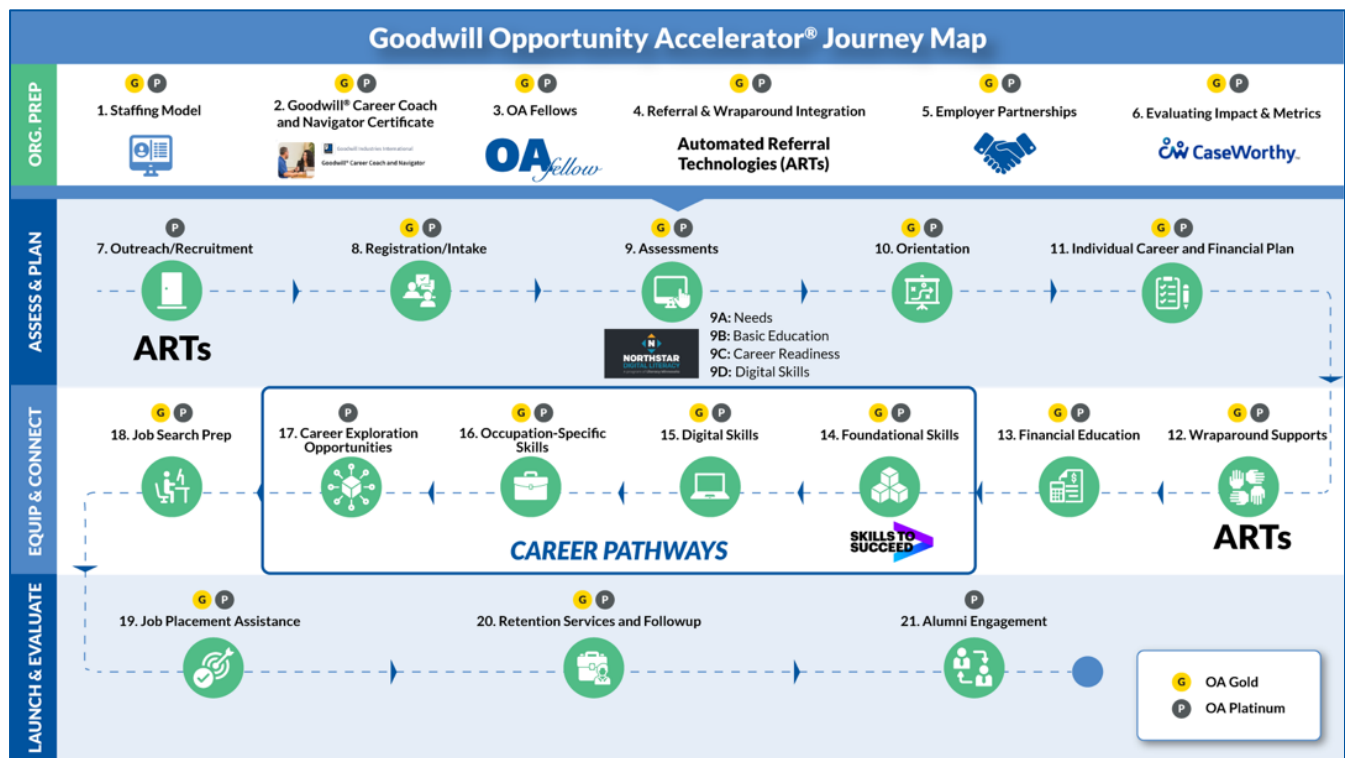 Goodwill Opportunity Accelerator® Journey Map
ORG. PREP
G P
1. Staffing Model
G P
2. Goodwill® Career Coach
and Navigator Certificate
Goodwill Industries International
Goodwill® Career Coach and Navigator
G P
3. OA Fellows
OA fellow
G P
4. Referral & Wraparound Integration
Automated Referral
Technologies (ARTs)
G P
5. Employer Partnerships
G P
6. Evaluating Impact & Metrics
CW CaseWorthy™
ASSESS & PLAN
P
7. Outreach/Recruitment
ARTs
G P
8. Registration/Intake
G P
9. Assessments
N
NORTHSTAR
DIGITAL LITERACY
9A: Needs
9B: Basic Education
9C: Career Readiness
9D: Digital Skills
G P
10. Orientation
G P
11. Individual Career and Financial Plan
EQUIP & CONNECT
G P
18. Job Search Prep
P
17. Career Exploration
Opportunities
G P
16. Occupation-Specific
Skills
G P
15. Digital Skills
G P
14. Foundational Skills
SKILLS TO
SUCCEED
CAREER PATHWAYS
G P
13. Financial Education
G P
12. Wraparound Supports
ARTs
LAUNCH & EVALUATE
G P
19. Job Placement Assistance
G P
20. Retention Services and Followup
P
21. Alumni Engagement
G OA Gold
P OA Platinum